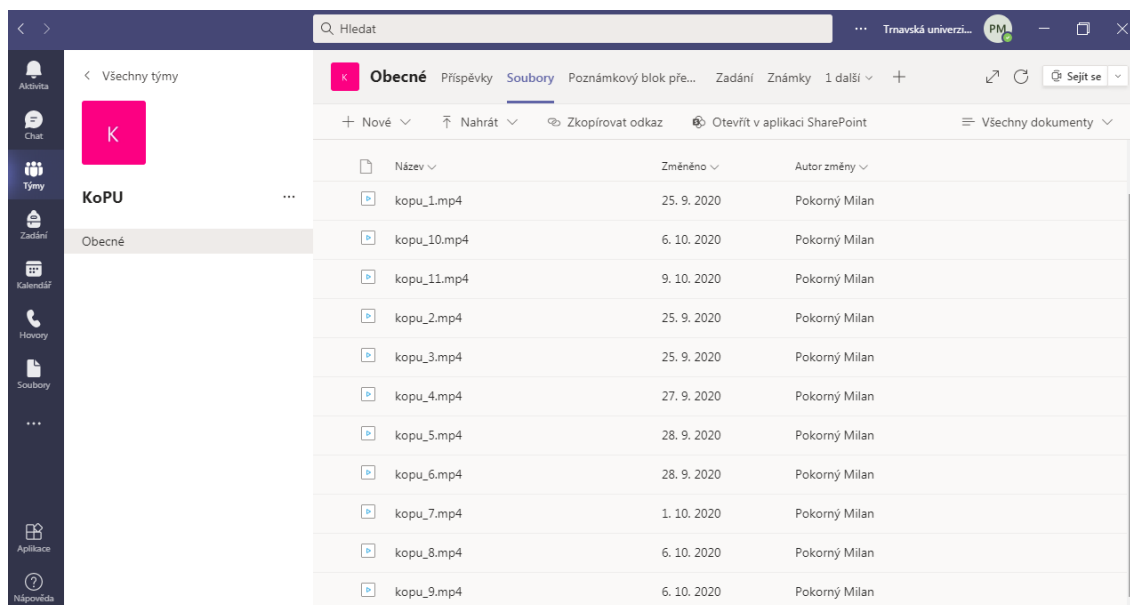 Hledat
Trnavská univerzi...
PM
Aktivita
Chat
Týmy
Zadání
Kalendář
Hovory
Soubory
Aplikace
Nápověda
Všechny týmy
K
KoPU
Obecné
K Obecné Příspěvky Soubory Poznámkový blok pře... Zadání Známky 1 další
Sejít se
Nové Nahrát Zkopírovat odkaz Otevřít v aplikaci SharePoint Všechny dokumenty
Název Změněno Autor změny
kopu_1.mp4 25. 9. 2020 Pokorný Milan
kopu_10.mp4 6. 10. 2020 Pokorný Milan
kopu_11.mp4 9. 10. 2020 Pokorný Milan
kopu_2.mp4 25. 9. 2020 Pokorný Milan
kopu_3.mp4 25. 9. 2020 Pokorný Milan
kopu_4.mp4 27. 9. 2020 Pokorný Milan
kopu_5.mp4 28. 9. 2020 Pokorný Milan
kopu_6.mp4 28. 9. 2020 Pokorný Milan
kopu_7.mp4 1. 10. 2020 Pokorný Milan
kopu_8.mp4 6. 10. 2020 Pokorný Milan
kopu_9.mp4 6. 10. 2020 Pokorný Milan